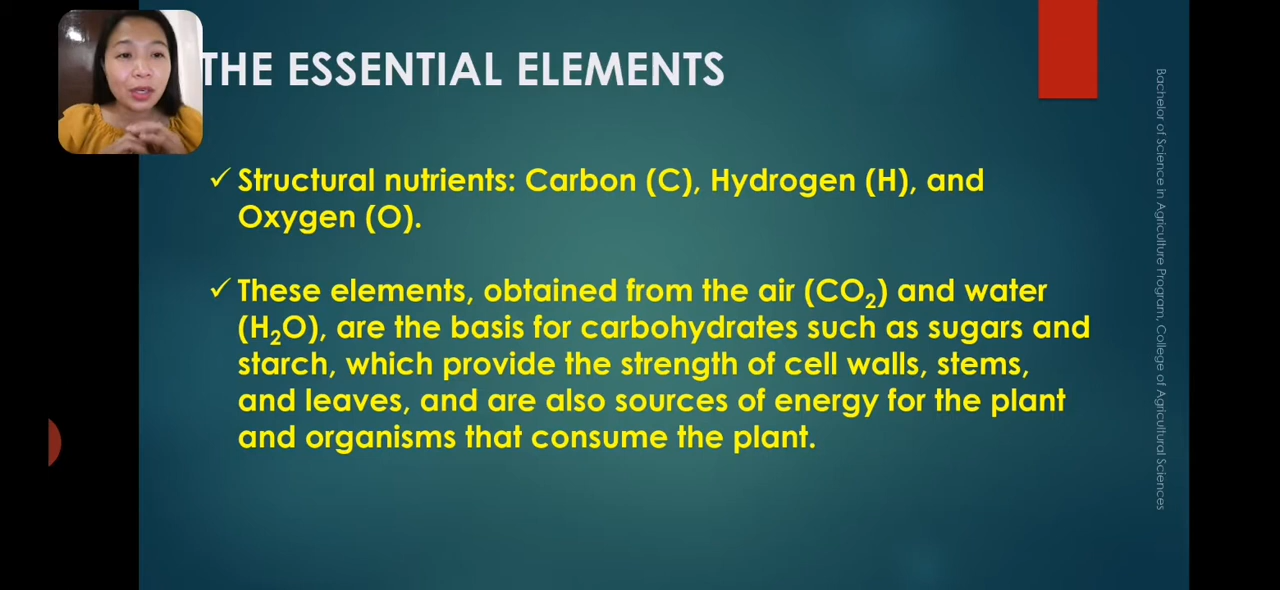 THE ESSENTIAL ELEMENTS
✓ Structural nutrients: Carbon (C), Hydrogen (H), and
Oxygen (O).
✓ These elements, obtained from the air (CO₂) and water
(H₂O), are the basis for carbohydrates such as sugars and
starch, which provide the strength of cell walls, stems,
and leaves, and are also sources of energy for the plant
and organisms that consume the plant.
Bachelor of Science in Agriculture Program, College of Agricultural Sciences